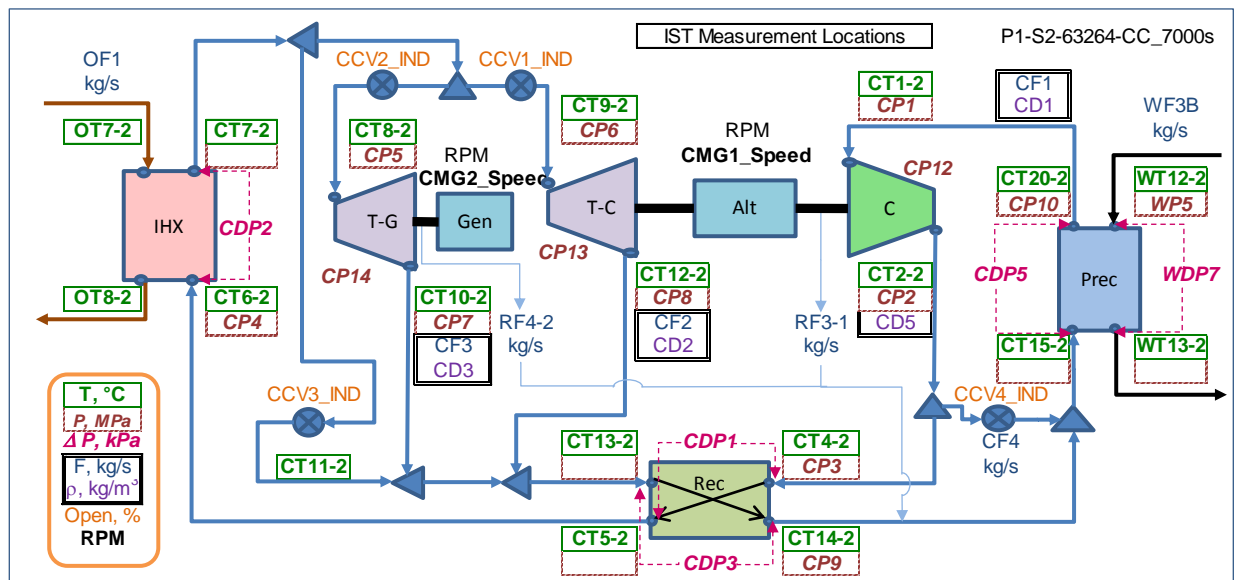 IST Measurement Locations
P1-S2-63264-CC_7000s
OF1
kg/s
OT7-2
CT7-2
IHX
CDP2
OT8-2
CT6-2
CP4
CCV2_IND
CCV1_IND
CT8-2
CP5
RPM
CMG2_Speed
T-G
Gen
CP14
CT10-2
CP7
CF3
CD3
RF4-2
kg/s
CT9-2
CP6
T-C
CP13
CT12-2
CP8
CF2
CD2
RPM
CMG1_Speed
Alt
RF3-1
kg/s
CT1-2
CP1
CP12
C
CT2-2
CP2
CD5
CF1
CD1
WF3B
kg/s
CT20-2
CP10
WT12-2
WP5
CDP5
Prec
WDP7
CT15-2
WT13-2
CCV4_IND
CF4
kg/s
CCV3_IND
CT11-2
CT13-2
CDP1
CT4-2
CP3
Rec
CT5-2
CDP3
CT14-2
CP9
T, °C
P, MPa
Δ P, kPa
F, kg/s
ρ, kg/m³
Open, %
RPM